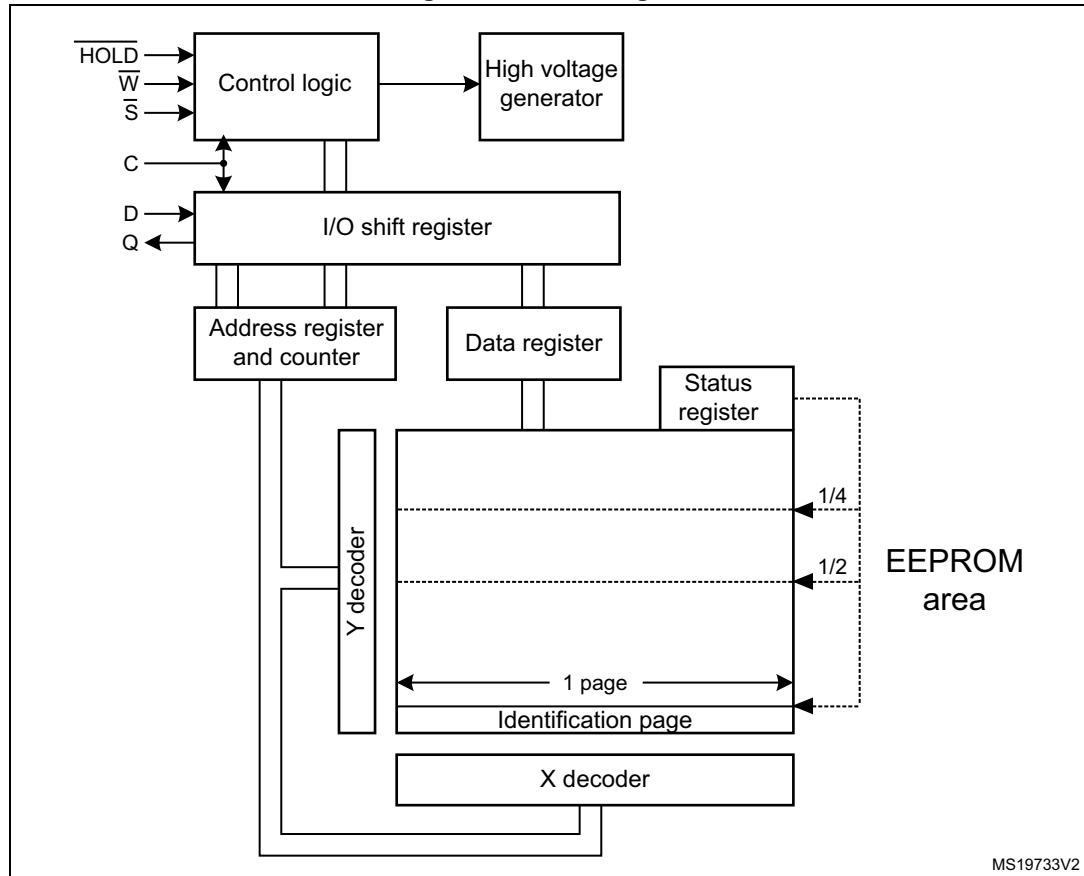 H̅O̅L̅D̅
W̅
S̅
C
D
Q
Control logic
High voltage
generator
I/O shift register
Address register
and counter
Data register
Status
register
1/4
1/2
EEPROM
area
Y decoder
1 page
Identification page
X decoder
MS19733V2